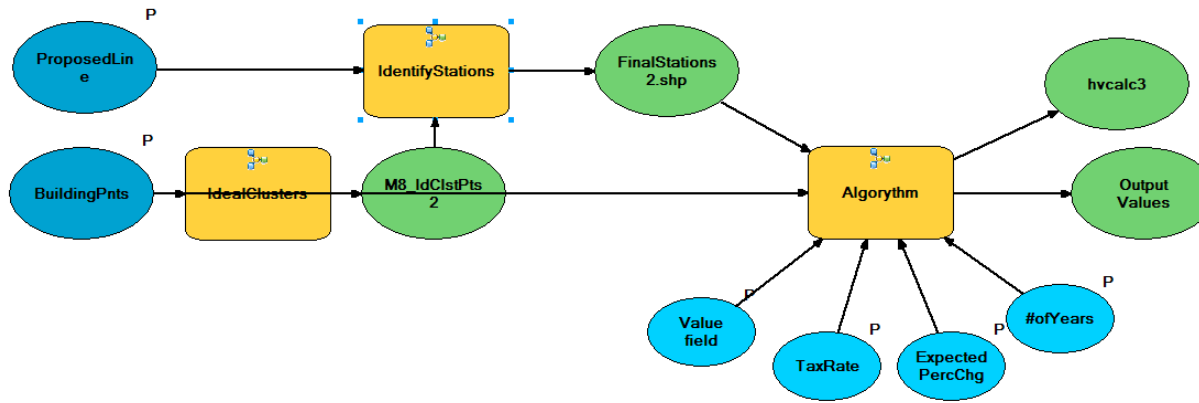 P
ProposedLin
e
IdentifyStations
FinalStations
2.shp
hvcalc3
P
BuildingPnts
IdealClusters
M8_IdClstPts
2
Algorythm
Output
Values
P
Value
field
P
TaxRate
P
Expected
PercChg
P
#ofYears